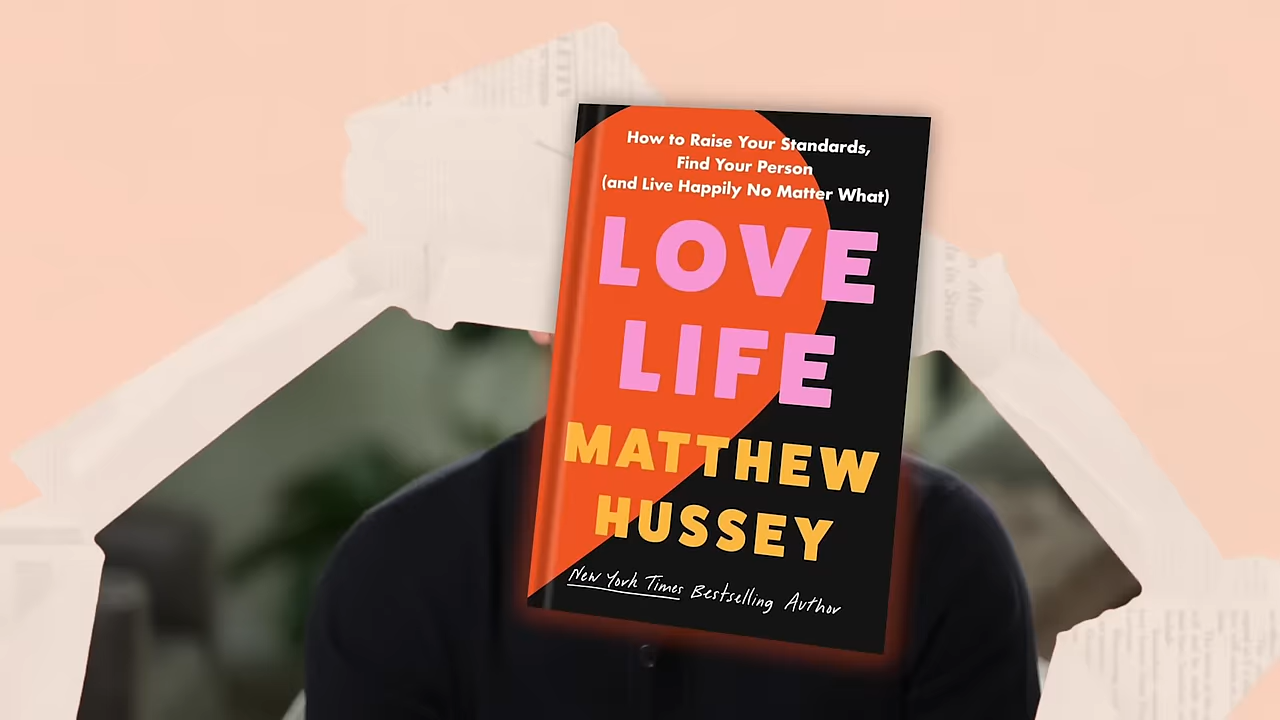 How to Raise Your Standards,
Find Your Person
(and Live Happily No Matter What)
LOVE
LIFE
MATTHEW
HUSSEY
New York Times Bestselling Author